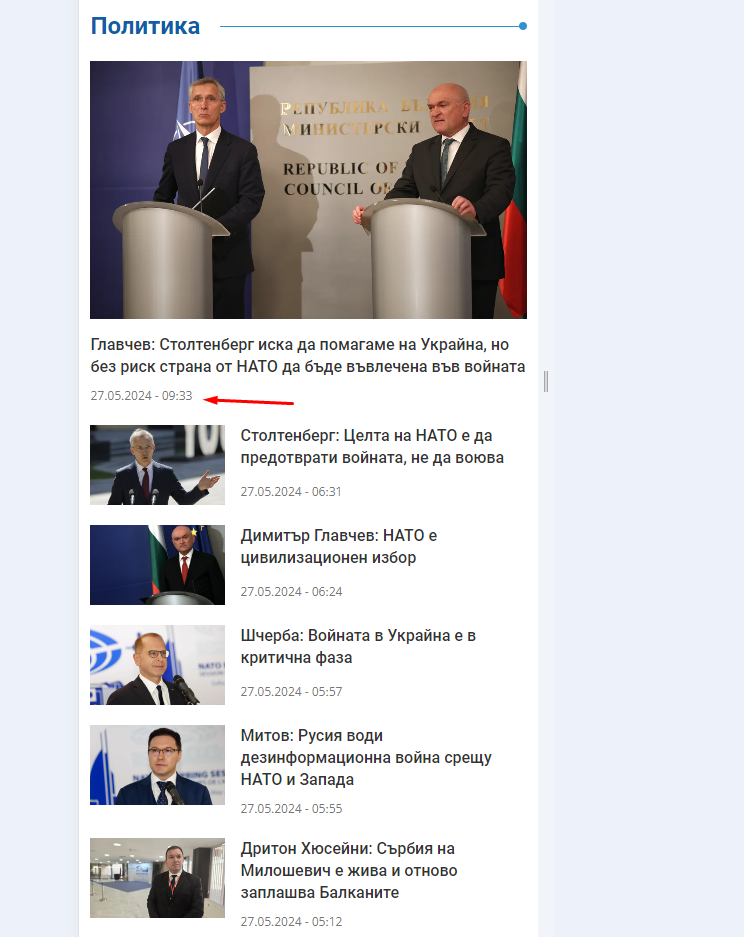 Политика
РЕПУБЛИКА
МИНИСТЕРСКИ
REPUBLIC OF
COUNCIL OF
Главчев: Столтенберг иска да помагаме на Украйна, но
без риск страна от НАТО да бъде въвлечена във войната
27.05.2024 - 09:33
Столтенберг: Целта на НАТО е да
предотврати войната, не да воюва
27.05.2024 - 06:31
Димитър Главчев: НАТО е
цивилизационен избор
27.05.2024 - 06:24
Шчерба: Войната в Украйна е в
критична фаза
27.05.2024 - 05:57
Митов: Русия води
дезинформационна война срещу
НАТО и Запада
27.05.2024 - 05:55
Дритон Хюсейни: Сърбия на
Милошевич е жива и отново
заплашва Балканите
27.05.2024 - 05:12